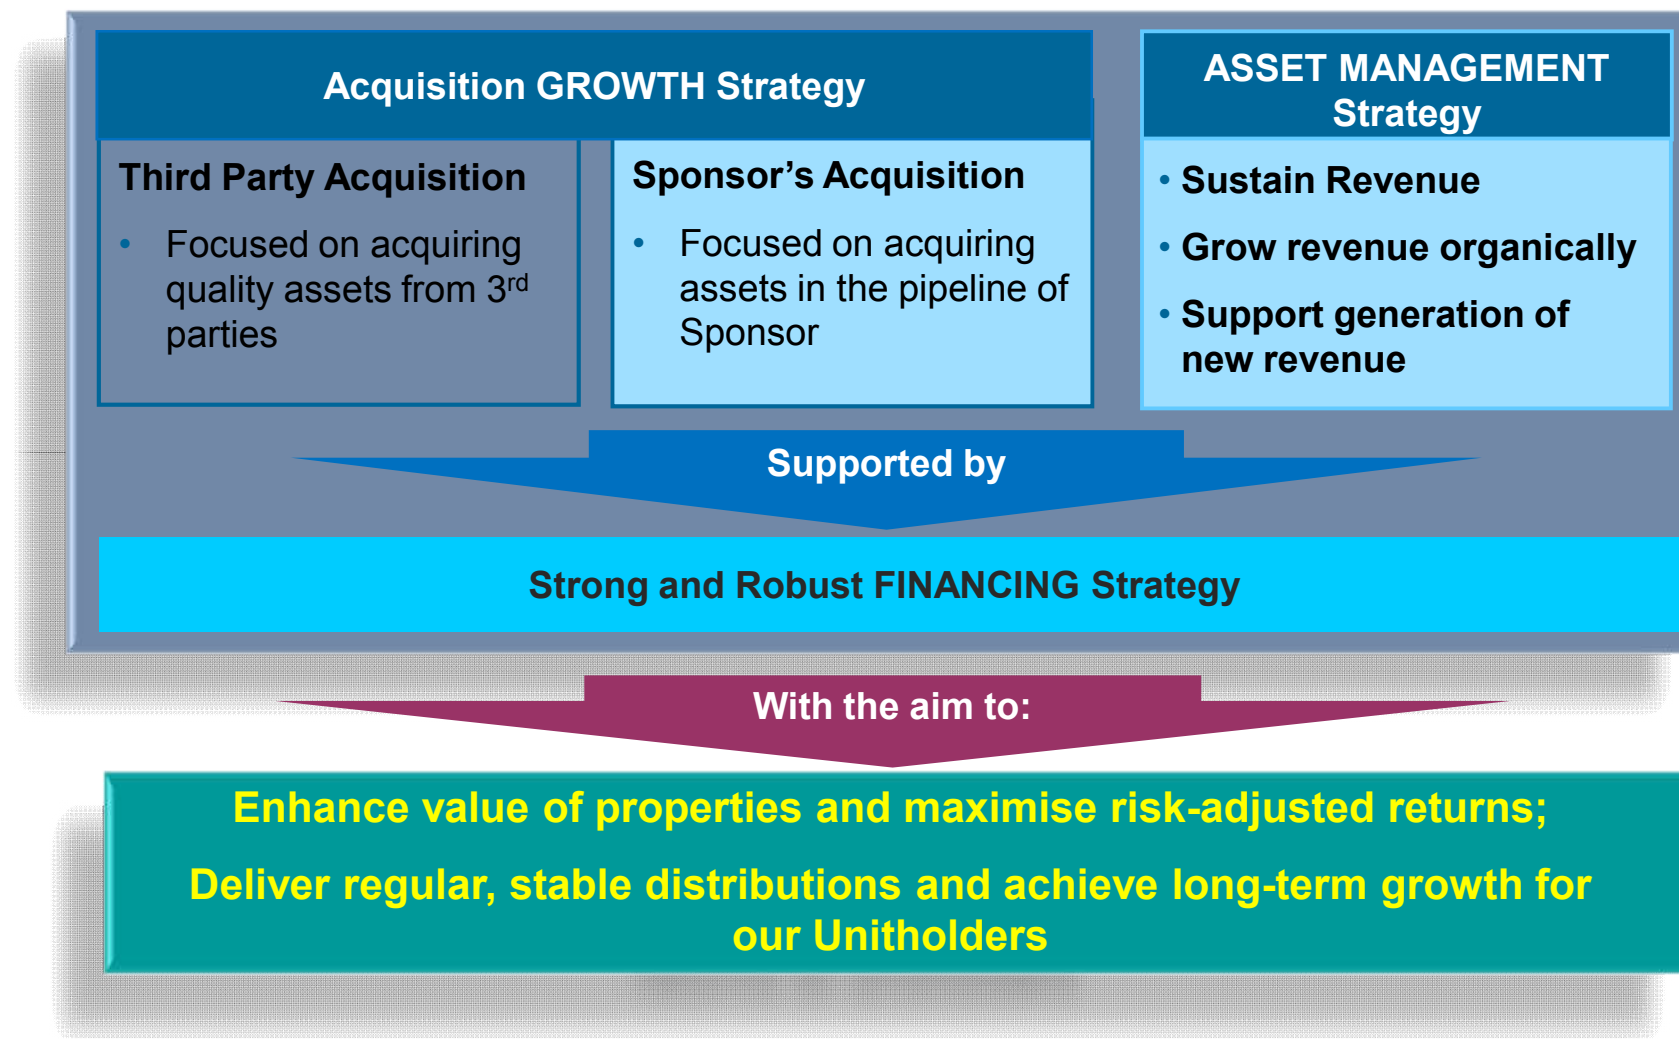 Acquisition GROWTH Strategy
Third Party Acquisition
• Focused on acquiring
quality assets from 3rd
parties
Sponsor’s Acquisition
• Focused on acquiring
assets in the pipeline of
Sponsor
ASSET MANAGEMENT
Strategy
• Sustain Revenue
• Grow revenue organically
• Support generation of
new revenue
Supported by
Strong and Robust FINANCING Strategy
With the aim to:
Enhance value of properties and maximise risk-adjusted returns;
Deliver regular, stable distributions and achieve long-term growth for
our Unitholders